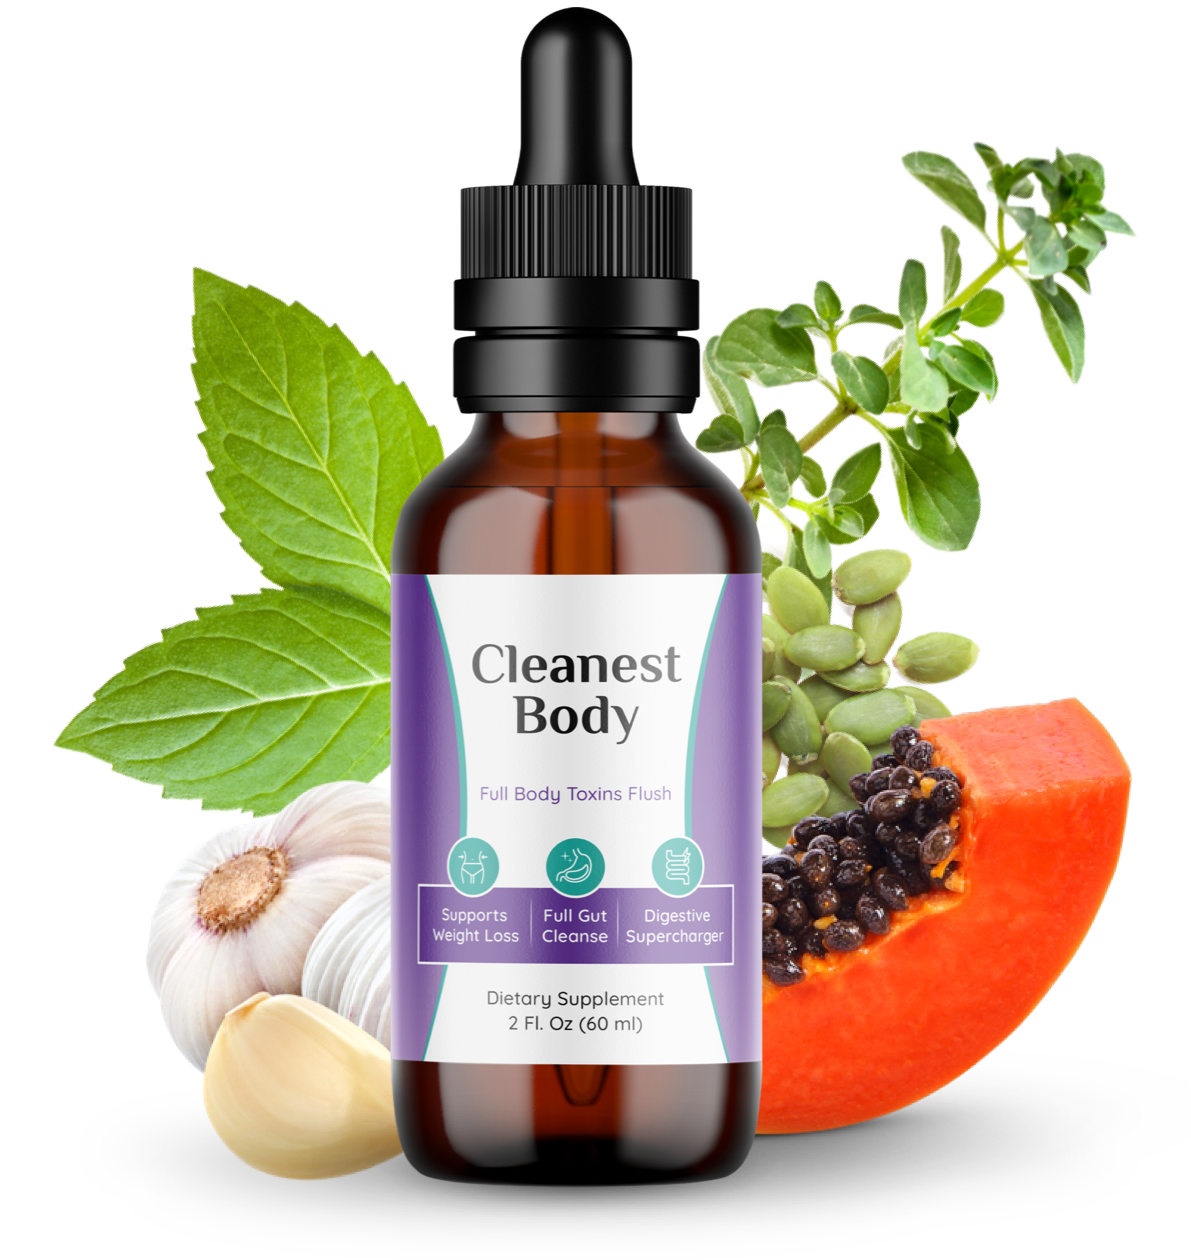 Cleanest
Body
Full Body Toxins Flush
Supports
Weight Loss
Full Gut
Cleanse
Digestive
Supercharger
Dietary Supplement
2 Fl. Oz (60 ml)